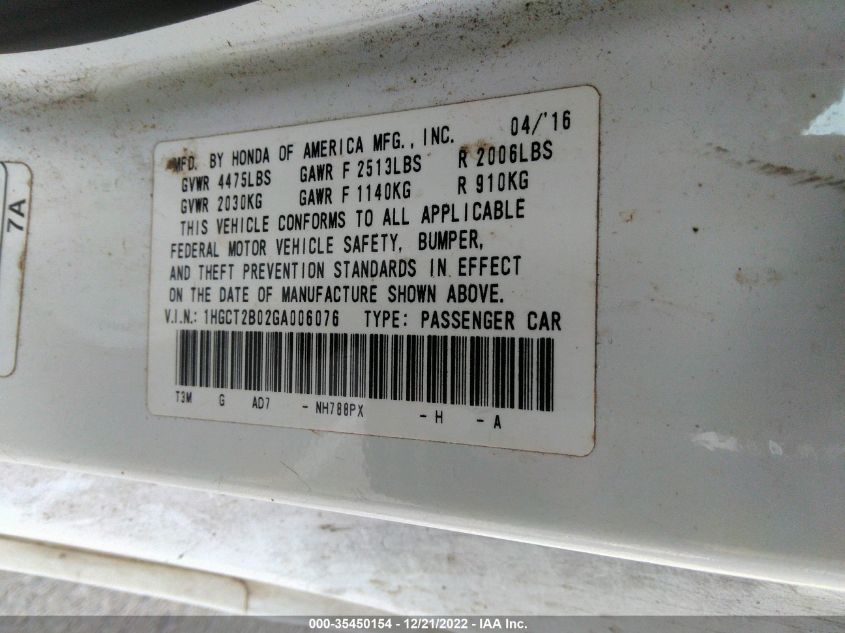 MFD. BY HONDA OF AMERICA MFG., INC. 04/'16
GVWR 4475LBS GAWR F 2513LBS R 2006LBS
GVWR 2030KG GAWR F 1140KG R 910KG
THIS VEHICLE CONFORMS TO ALL APPLICABLE
FEDERAL MOTOR VEHICLE SAFETY, BUMPER,
AND THEFT PREVENTION STANDARDS IN EFFECT
ON THE DATE OF MANUFACTURE SHOWN ABOVE.
V.I.N.: 1HGCT2B02GA006076 TYPE: PASSENGER CAR
T3M G AD7 - NH788PX - H - A
7A
000-35450154 - 12/21/2022 - IAA Inc.